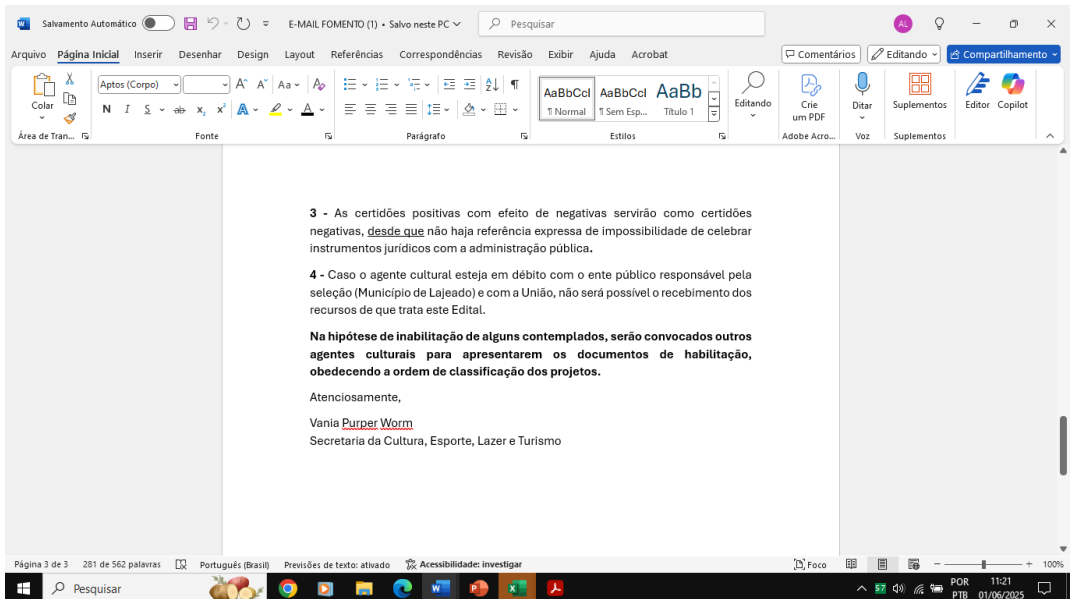 Salvamento Automático
E-MAIL FOMENTO (1) • Salvo neste PC
Pesquisar
AL
Arquivo Página Inicial Inserir Desenhar Design Layout Referências Correspondências Revisão Exibir Ajuda Acrobat
Comentários Editando Compartilhamento
Colar
Aptos (Corpo)
N I S ab x₂ x² A A
Aa
AaBbCcI AaBbCcI AaBb
¶ Normal ¶ Sem Esp... Título 1
Editando
Crie um PDF
Ditar
Suplementos
Editor Copilot
Área de Tran... Fonte Parágrafo Estilos Adobe Acro... Voz Suplementos
3 - As certidões positivas com efeito de negativas servirão como certidões
negativas, desde que não haja referência expressa de impossibilidade de celebrar
instrumentos jurídicos com a administração pública.
4 - Caso o agente cultural esteja em débito com o ente público responsável pela
seleção (Município de Lajeado) e com a União, não será possível o recebimento dos
recursos de que trata este Edital.
Na hipótese de inabilitação de alguns contemplados, serão convocados outros
agentes culturais para apresentarem os documentos de habilitação,
obedecendo a ordem de classificação dos projetos.
Atenciosamente,
Vania Purper Worm
Secretaria da Cultura, Esporte, Lazer e Turismo
Página 3 de 3 281 de 562 palavras Português (Brasil) Previsões de texto: ativado Acessibilidade: investigar Foco 100%
Pesquisar
57
POR
PTB
11:21
01/06/2025